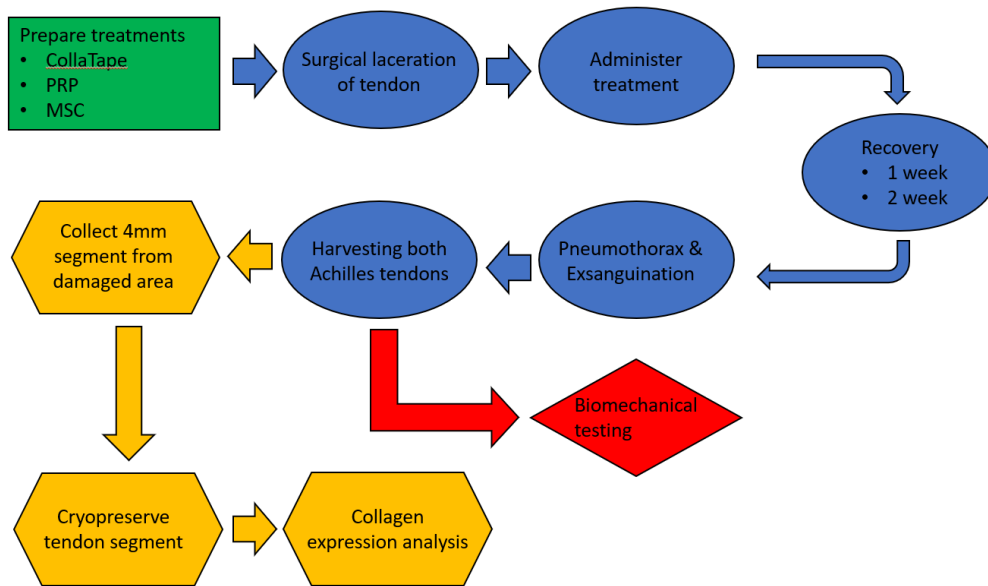 Prepare treatments
• CollaTape
• PRP
• MSC
Surgical laceration
of tendon
Administer
treatment
Recovery
• 1 week
• 2 week
Pneumothorax &
Exsanguination
Harvesting both
Achilles tendons
Collect 4mm
segment from
damaged area
Biomechanical
testing
Cryopreserve
tendon segment
Collagen
expression analysis